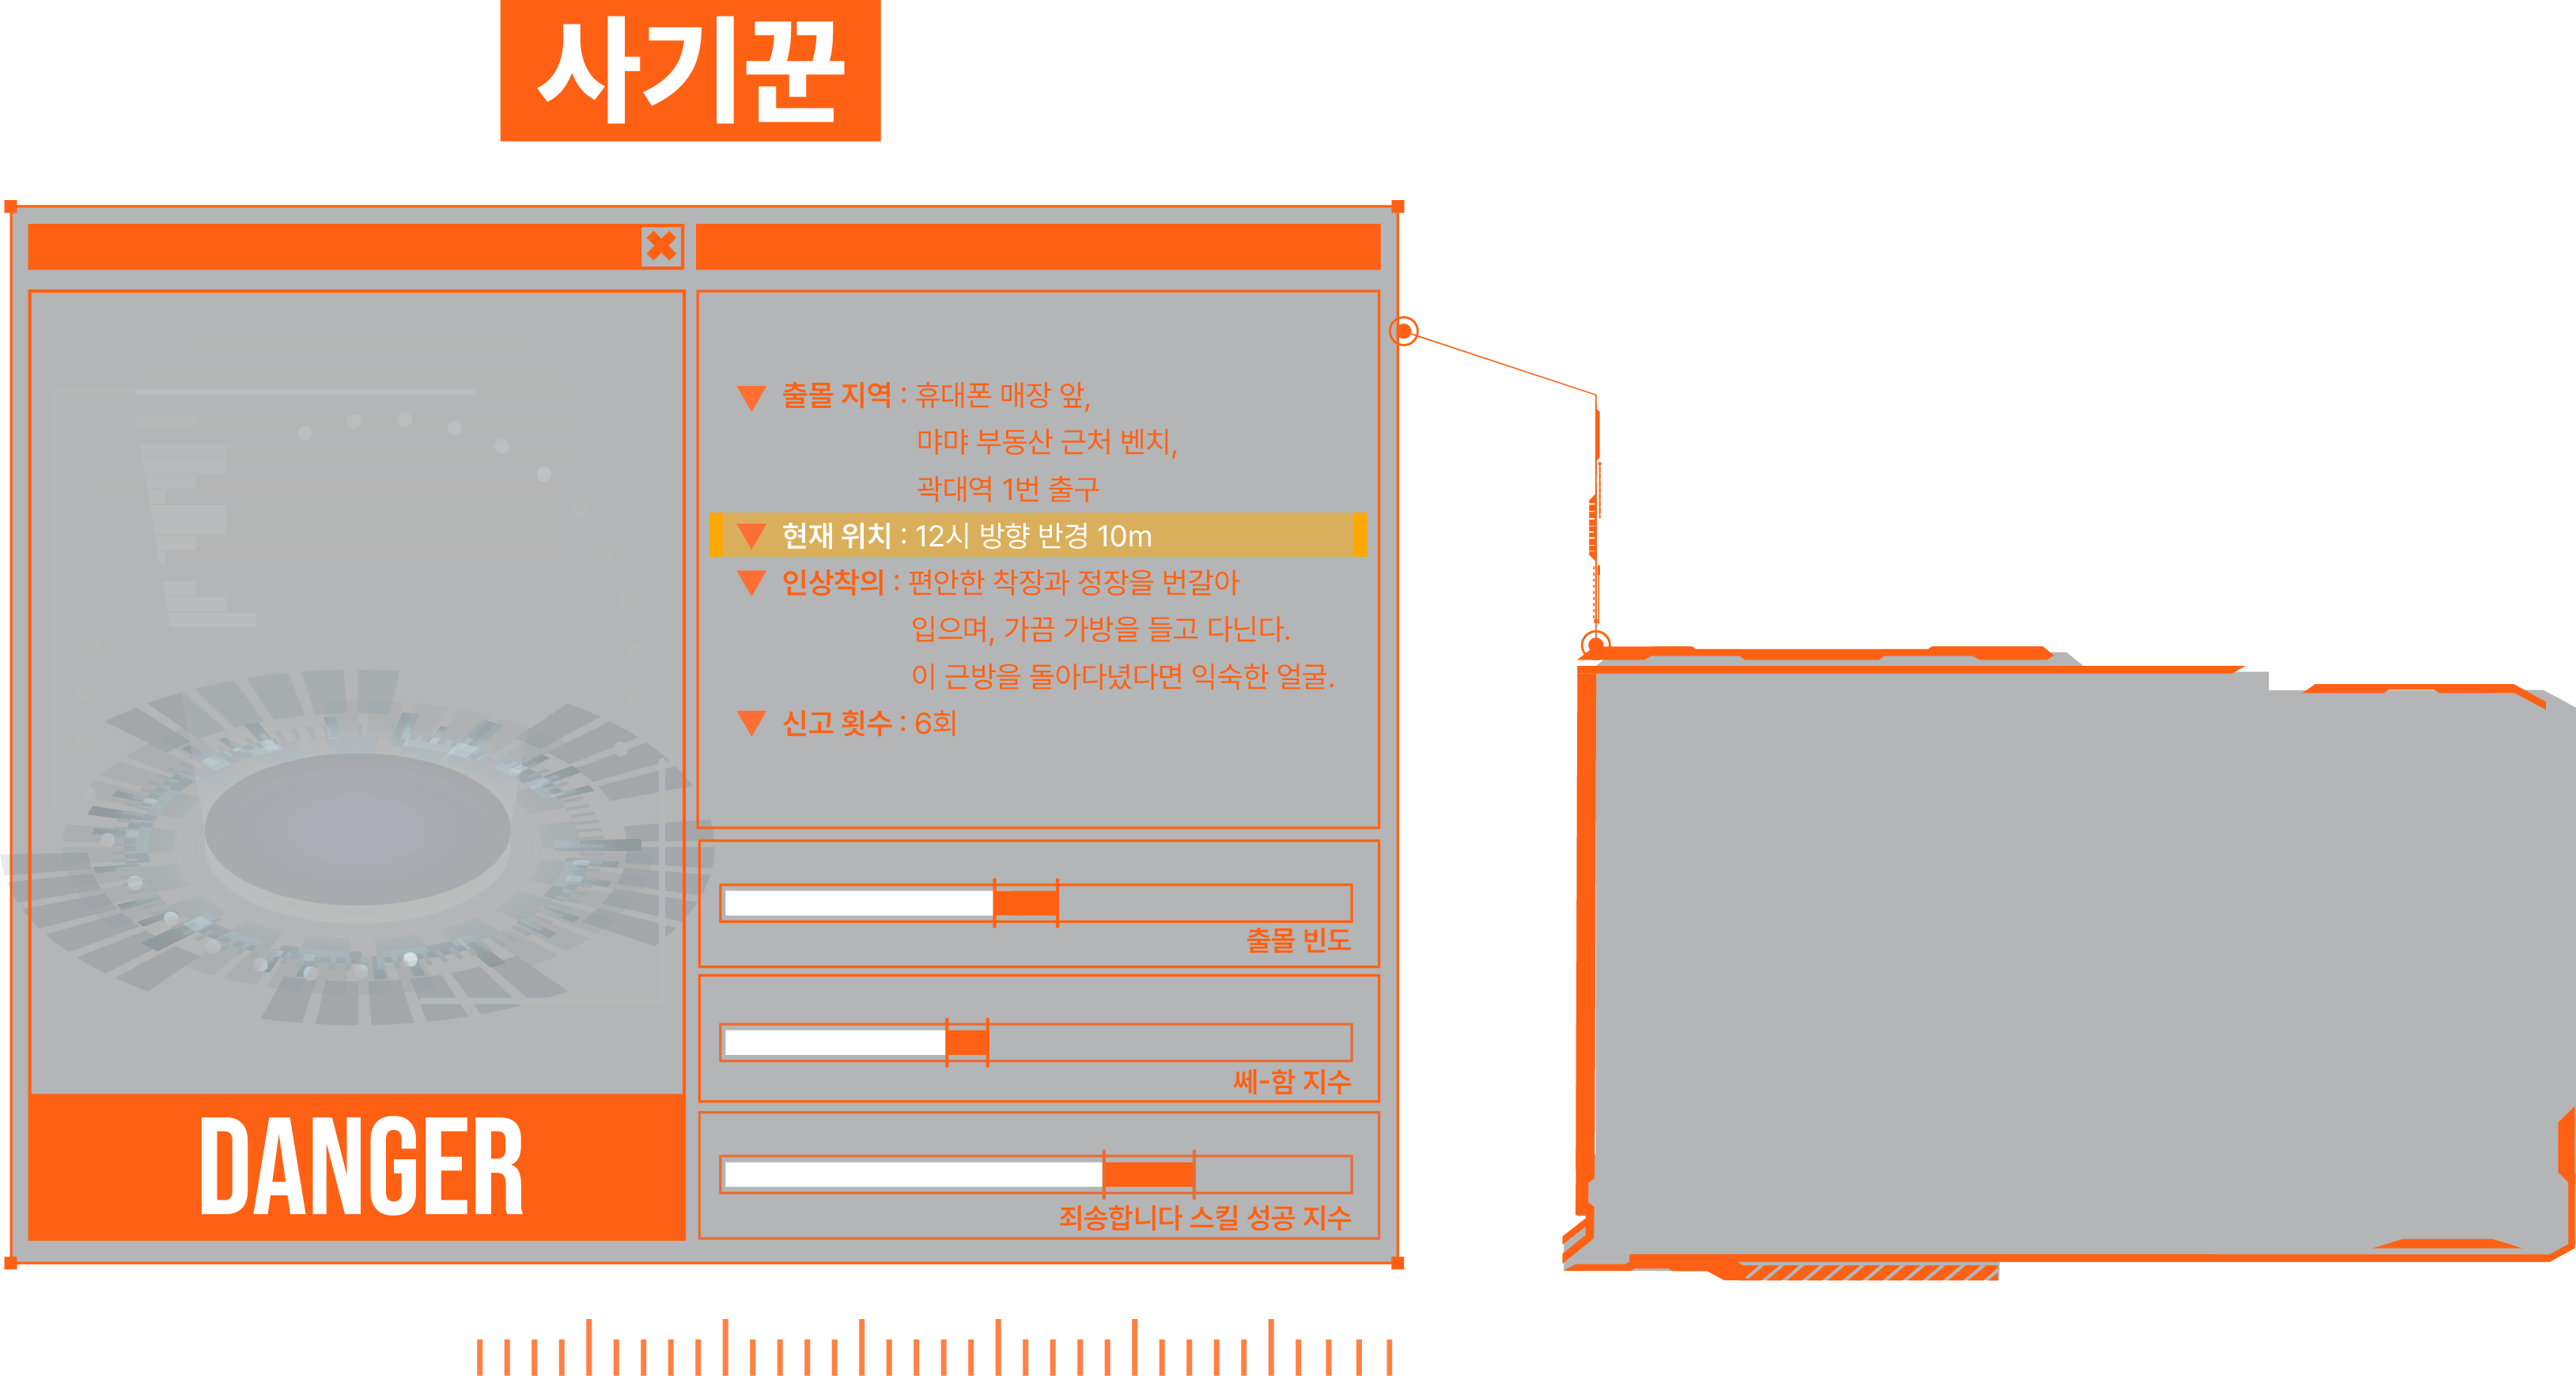 사기꾼
출몰 지역 : 휴대폰 매장 앞,
먀먀 부동산 근처 벤치,
곽대역 1번 출구
현재 위치 : 12시 방향 반경 10m
인상착의 : 편안한 착장과 정장을 번갈아
입으며, 가끔 가방을 들고 다닌다.
이 근방을 돌아다녔다면 익숙한 얼굴.
신고 횟수 : 6회
출몰 빈도
쎄-함 지수
죄송합니다 스킬 성공 지수
DANGER